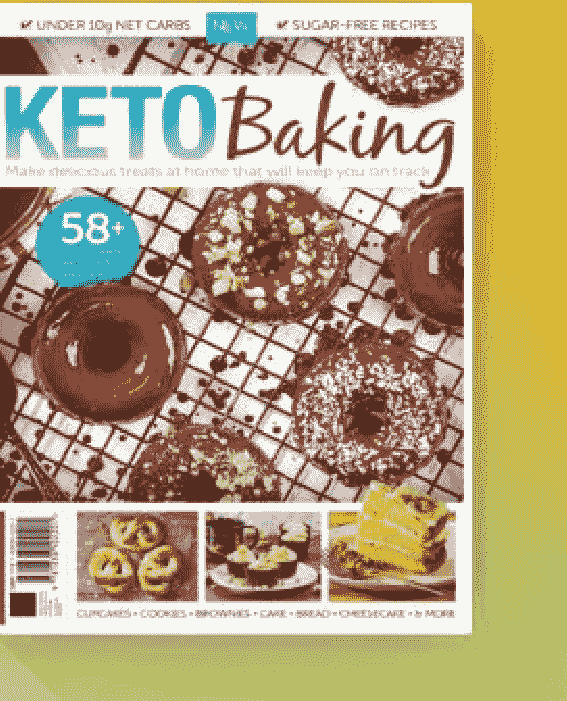 UNDER 10g NET CARBS
NEW
SUGAR-FREE RECIPES
KETO Baking
Make delicious treats at home that will keep you on track
58+
CUPCAKES • COOKIES • BROWNIES • CAKE • BREAD • CHEESECAKE • & MORE